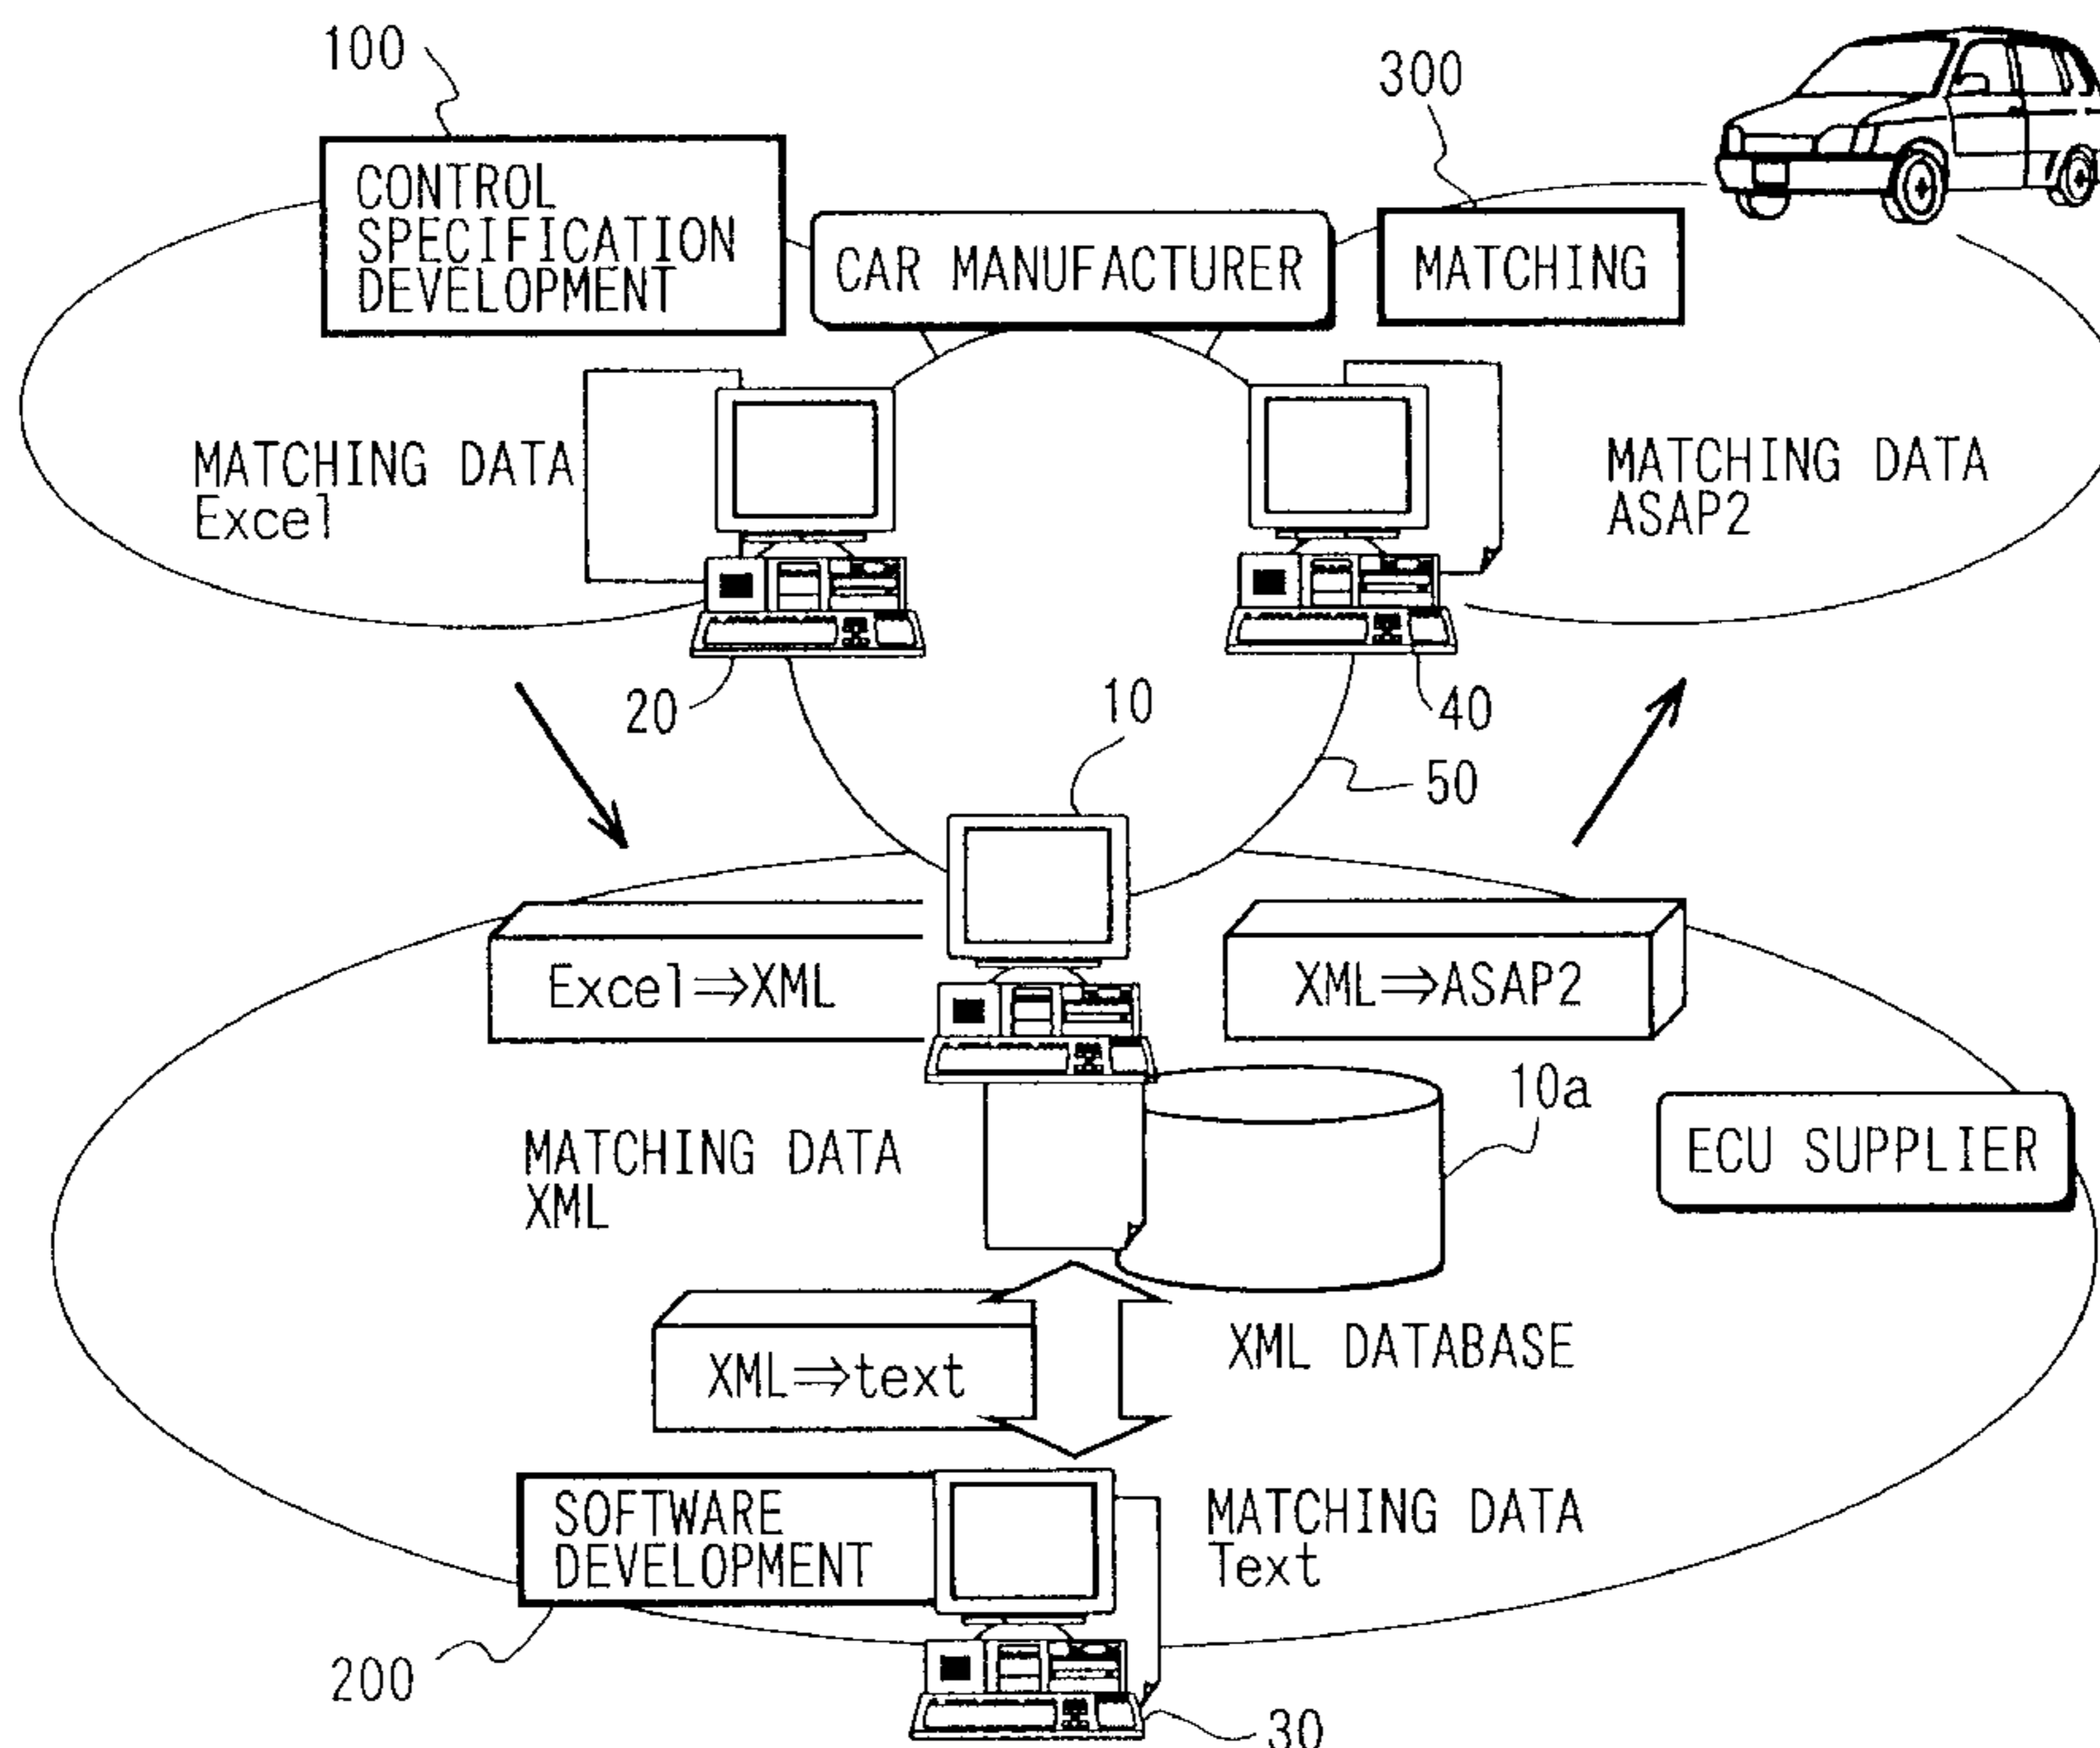 100
300
CONTROL
SPECIFICATION
DEVELOPMENT
CAR MANUFACTURER
MATCHING
MATCHING DATA
Excel
MATCHING DATA
ASAP2
20
10
40
50
Excel⇒XML
XML⇒ASAP2
10a
MATCHING DATA
XML
ECU SUPPLIER
XML⇒text
XML DATABASE
SOFTWARE
DEVELOPMENT
MATCHING DATA
Text
200
30